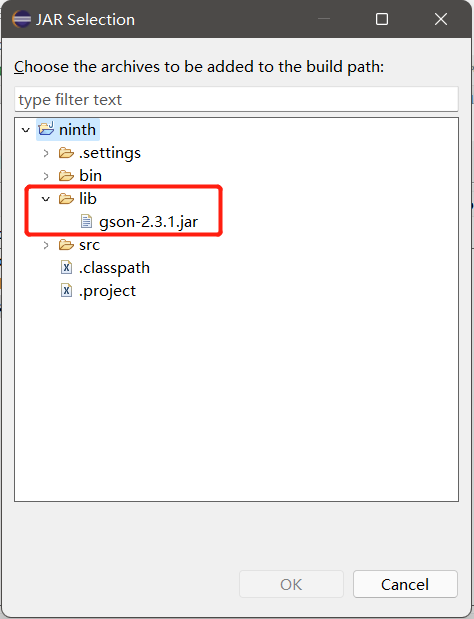 JAR Selection
Choose the archives to be added to the build path:
type filter text
ninth
.settings
bin
lib
gson-2.3.1.jar
src
.classpath
.project
OK
Cancel